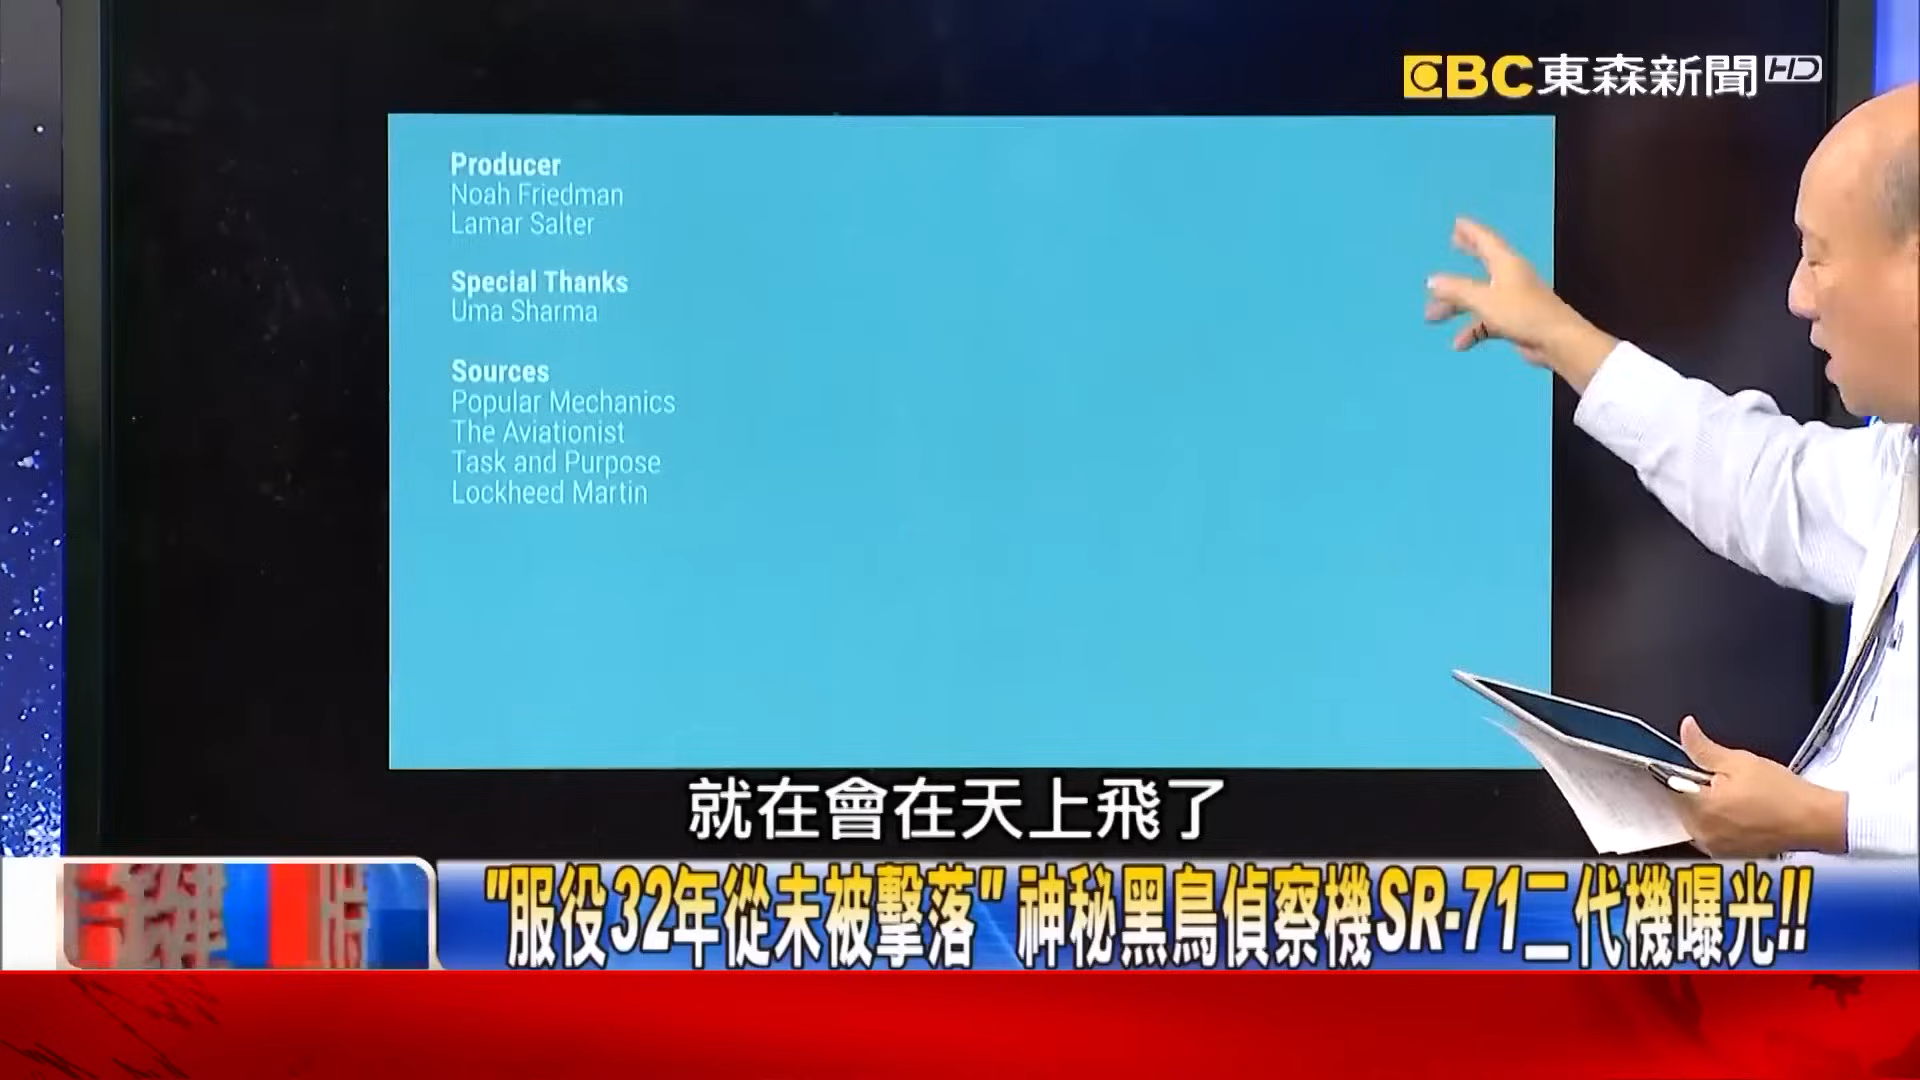 EBC東森新聞HD
Producer
Noah Friedman
Lamar Salter
Special Thanks
Uma Sharma
Sources
Popular Mechanics
The Aviationist
Task and Purpose
Lockheed Martin
就在會在天上飛了
"服役32年從未被擊落" 神秘黑鳥偵察機SR-71二代機曝光!!